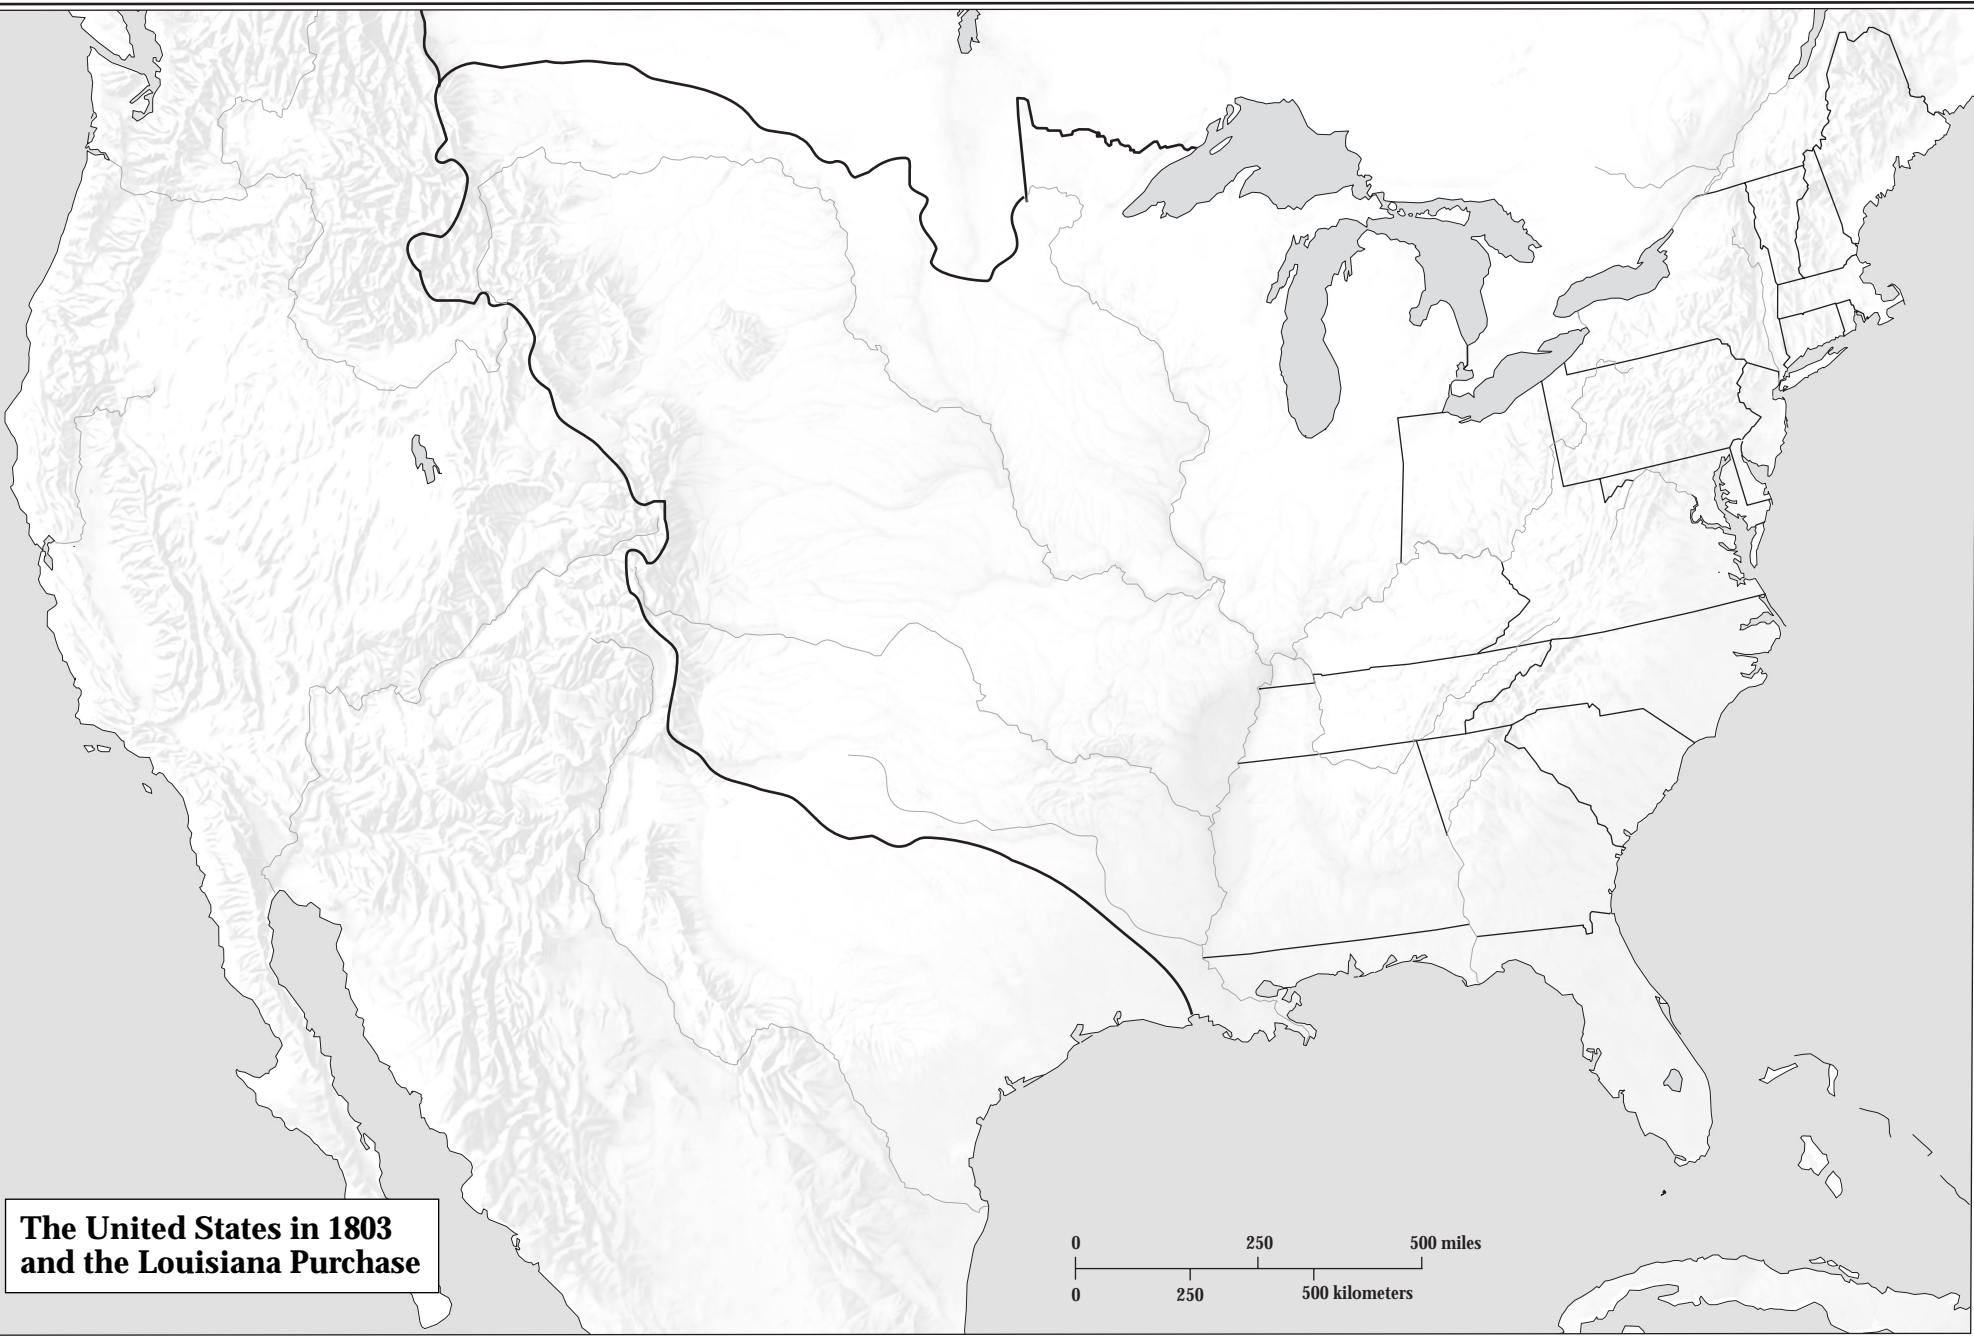 The United States in 1803
and the Louisiana Purchase
0 250 500 miles
0 250 500 kilometers